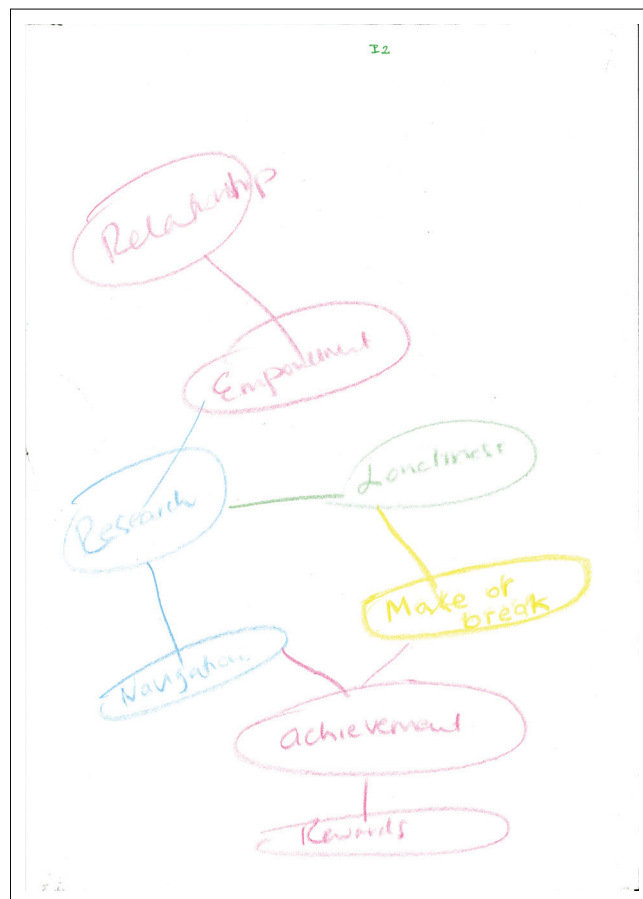 I2
Relationship
Empowerment
Research
Loneliness
Make or
break
Navigation
achievement
Rewards